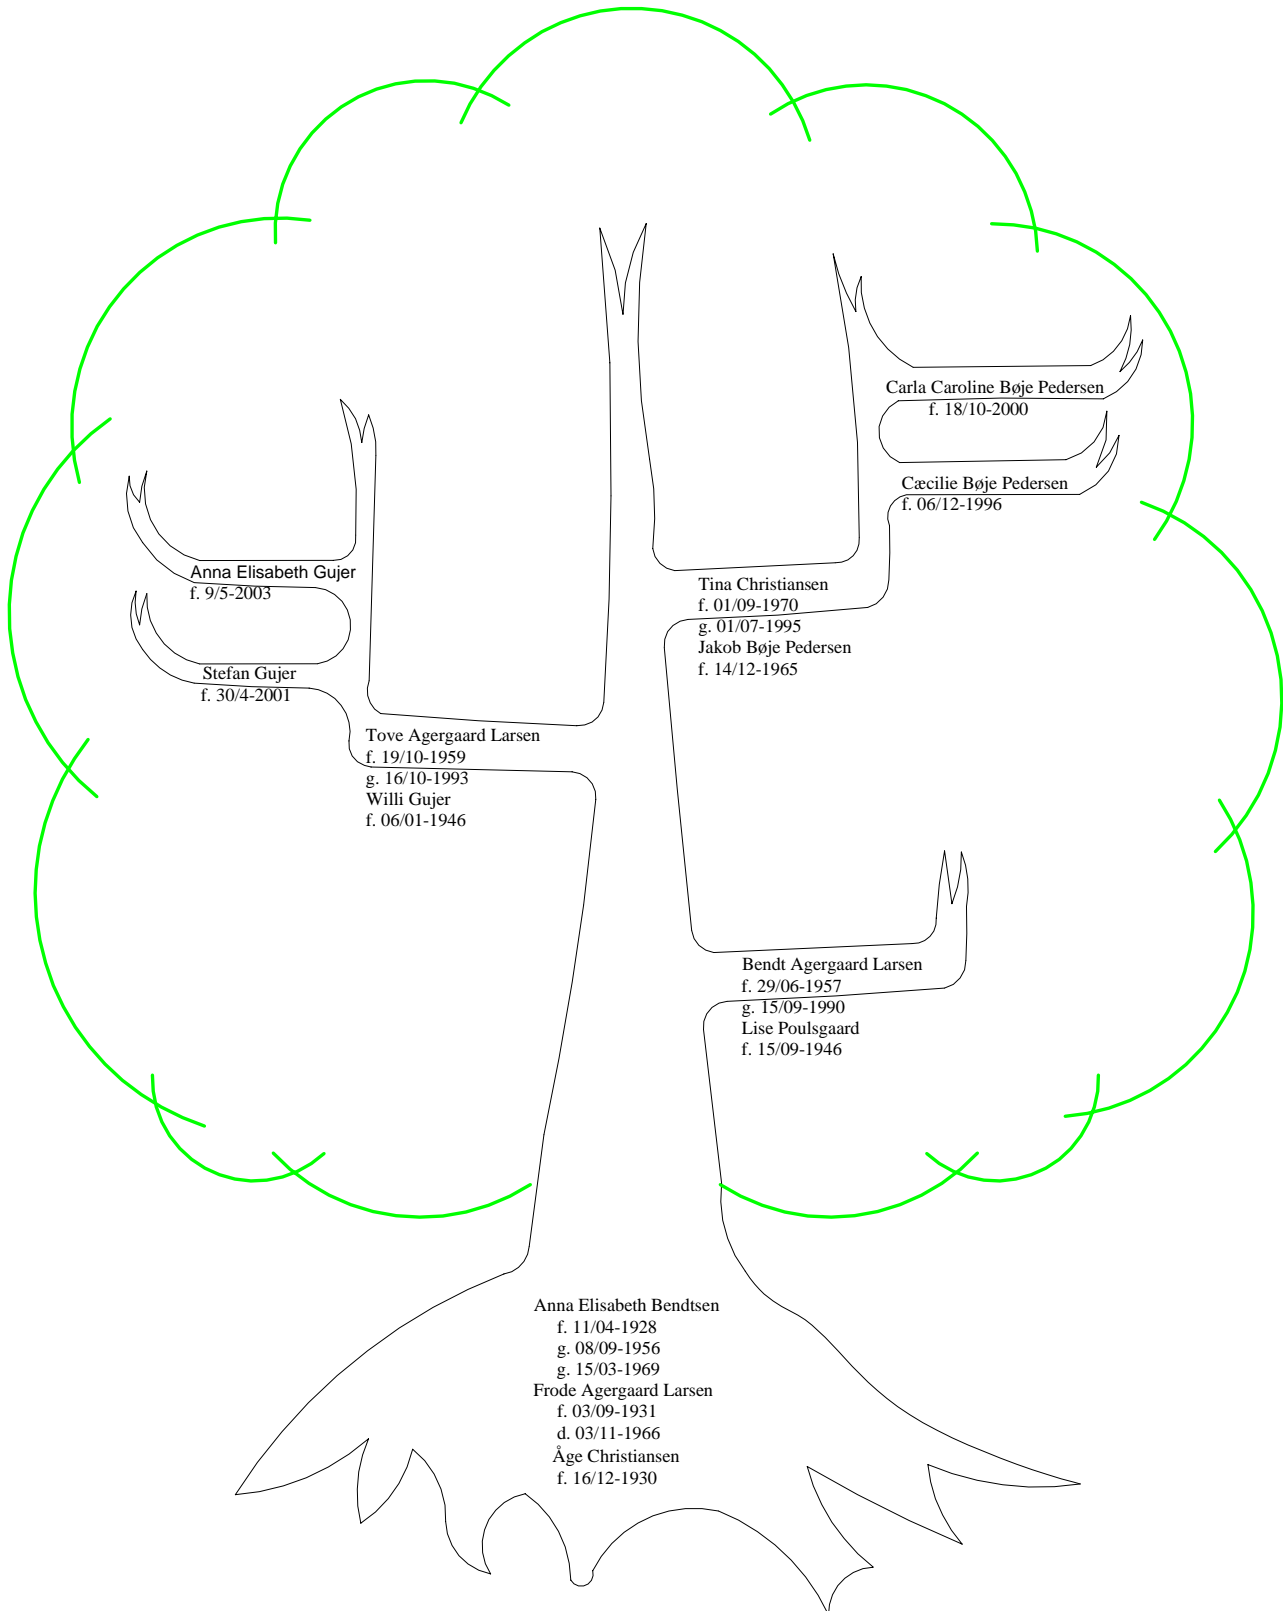 Carla Caroline Bøje Pedersen
f. 18/10-2000
Cæcilie Bøje Pedersen
f. 06/12-1996
Anna Elisabeth Gujer
f. 9/5-2003
Tina Christiansen
f. 01/09-1970
g. 01/07-1995
Jakob Bøje Pedersen
f. 14/12-1965
Stefan Gujer
f. 30/4-2001
Tove Agergaard Larsen
f. 19/10-1959
g. 16/10-1993
Willi Gujer
f. 06/01-1946
Bendt Agergaard Larsen
f. 29/06-1957
g. 15/09-1990
Lise Poulsgaard
f. 15/09-1946
Anna Elisabeth Bendtsen
f. 11/04-1928
g. 08/09-1956
g. 15/03-1969
Frode Agergaard Larsen
f. 03/09-1931
d. 03/11-1966
Åge Christiansen
f. 16/12-1930